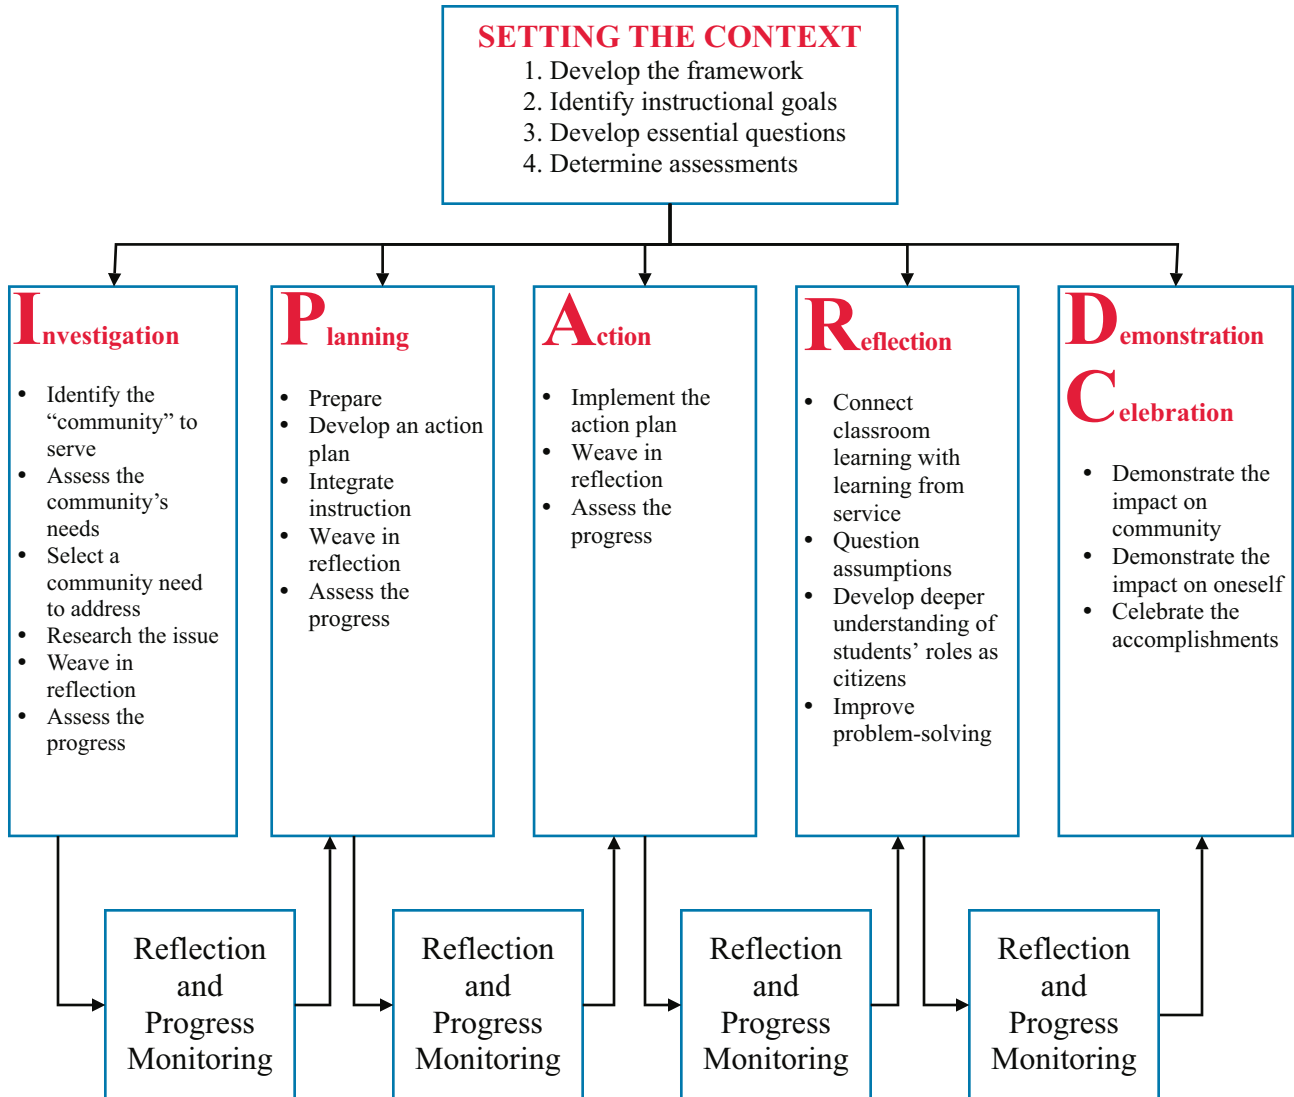 SETTING THE CONTEXT
1. Develop the framework
2. Identify instructional goals
3. Develop essential questions
4. Determine assessments
Investigation
• Identify the
“community” to
serve
• Assess the
community’s
needs
• Select a
community need
to address
• Research the issue
• Weave in
reflection
• Assess the
progress
Planning
• Prepare
• Develop an action
plan
• Integrate
instruction
• Weave in
reflection
• Assess the
progress
Action
• Implement the
action plan
• Weave in
reflection
• Assess the
progress
Reflection
• Connect
classroom
learning with
learning from
service
• Question
assumptions
• Develop deeper
understanding of
students’ roles as
citizens
• Improve
problem-solving
Demonstration
Celebration
• Demonstrate the
impact on
community
• Demonstrate the
impact on oneself
• Celebrate the
accomplishments
Reflection
and
Progress
Monitoring
Reflection
and
Progress
Monitoring
Reflection
and
Progress
Monitoring
Reflection
and
Progress
Monitoring